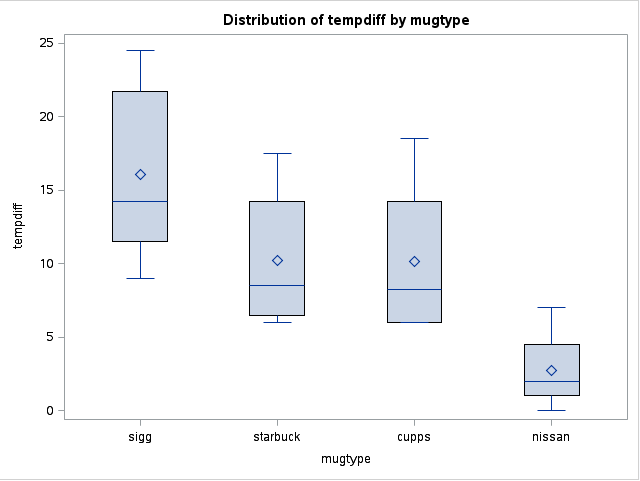 Distribution of tempdiff by mugtype
25
20
15
10
5
0
tempdiff
sigg starbuck cupps nissan
mugtype